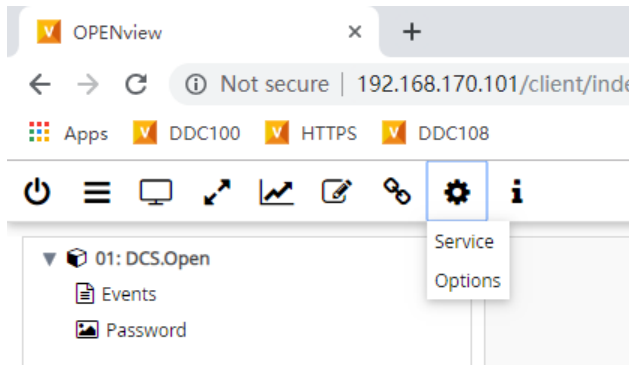 OPENview
Not secure | 192.168.170.101/client/inde
Apps DDC100 HTTPS DDC108
Service
Options
01: DCS.Open
Events
Password